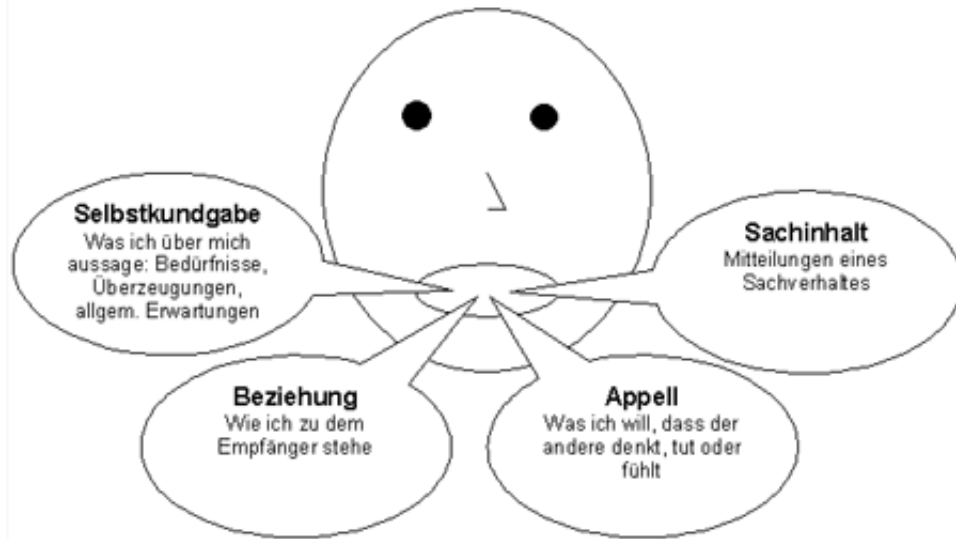 Selbstkundgabe
Was ich über mich
aussage: Bedürfnisse,
Überzeugungen,
allgem. Erwartungen
Sachinhalt
Mitteilungen eines
Sachverhaltes
Beziehung
Wie ich zu dem
Empfänger stehe
Appell
Was ich will, dass der
andere denkt, tut oder
fühlt